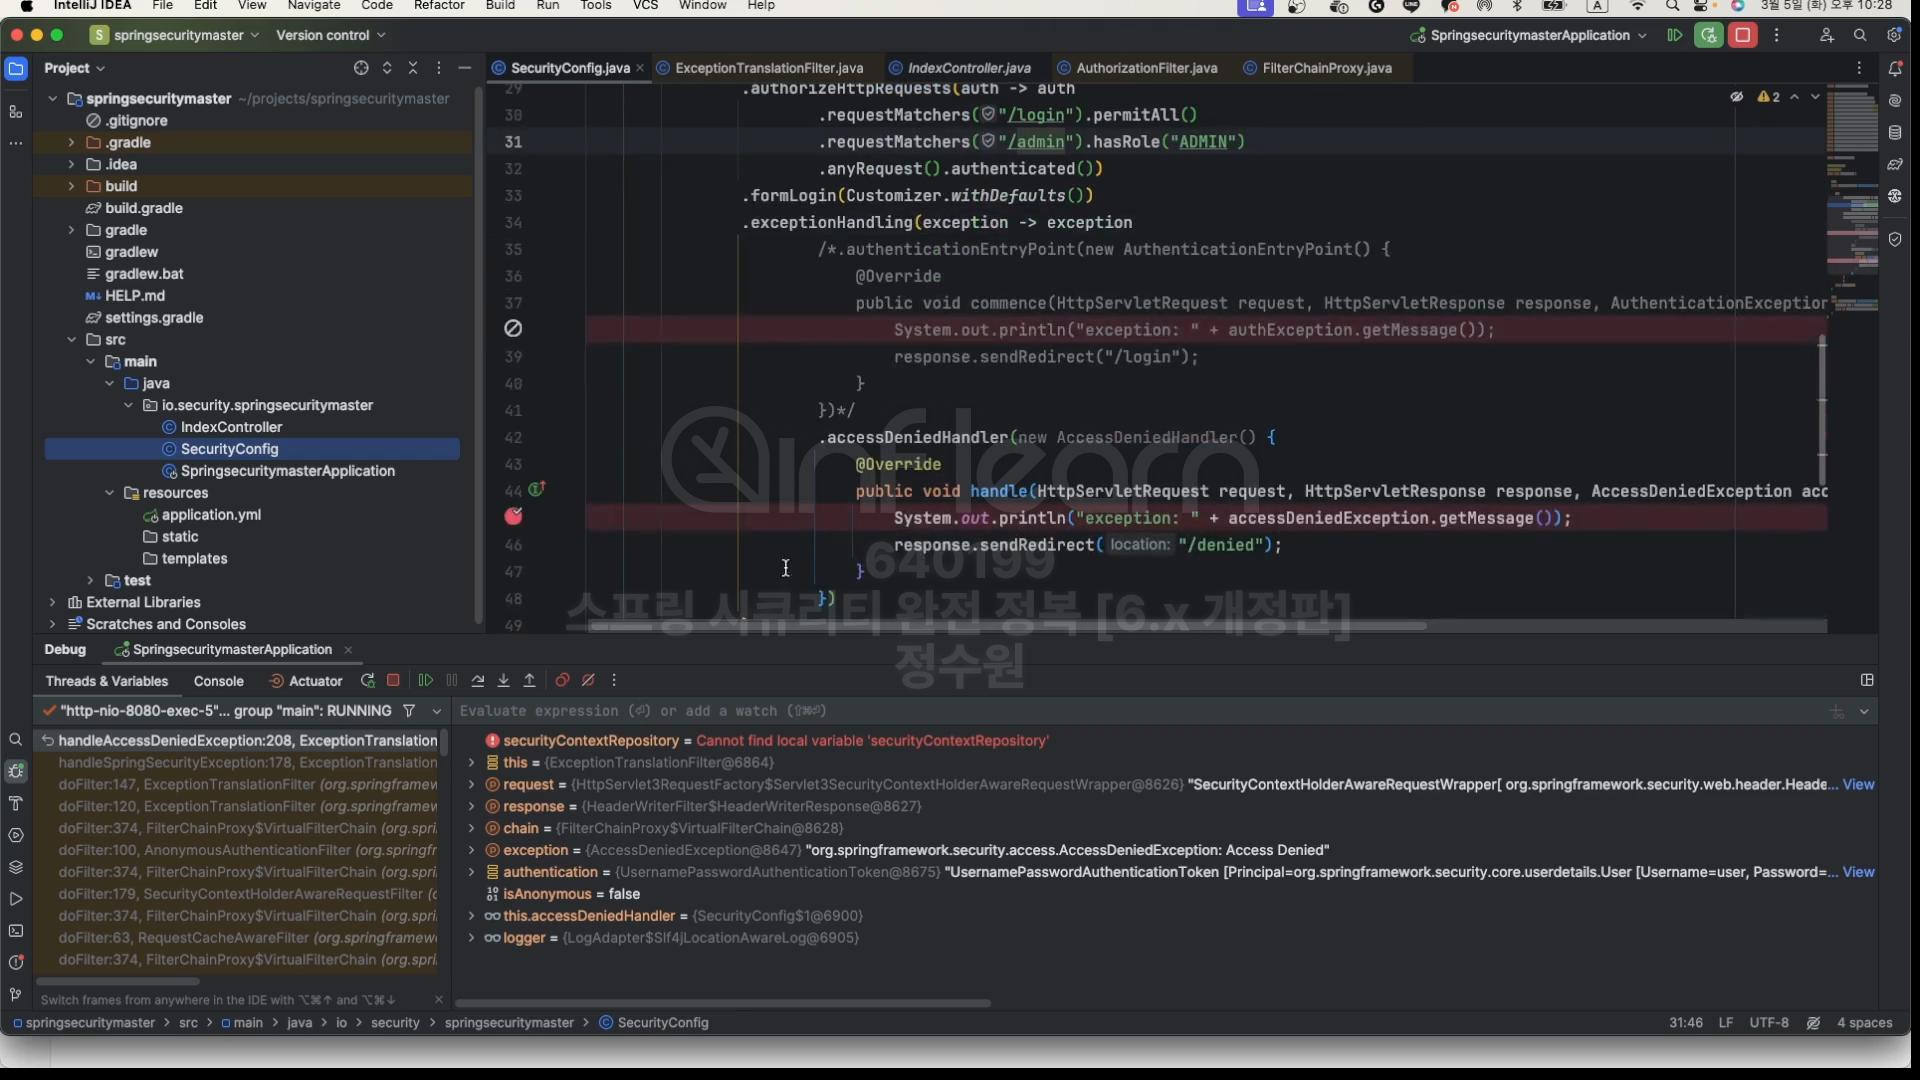 IntelliJ IDEA File Edit View Navigate Code Refactor Build Run Tools VCS Window Help
3월 5일 (화) 오후 10:28
springsecuritymaster Version control
SpringsecuritymasterApplication
Project
SecurityConfig.java ExceptionTranslationFilter.java IndexController.java AuthorizationFilter.java FilterChainProxy.java
springsecuritymaster ~/projects/springsecuritymaster
.gitignore
.gradle
.idea
build
build.gradle
gradle
gradlew
gradlew.bat
HELP.md
settings.gradle
src
main
java
io.security.springsecuritymaster
IndexController
SecurityConfig
SpringsecuritymasterApplication
resources
application.yml
static
templates
test
External Libraries
Scratches and Consoles
2
29 .authorizeHttpRequests(auth -> auth
30 .requestMatchers("/login").permitAll()
31 .requestMatchers("/admin").hasRole("ADMIN")
32 .anyRequest().authenticated())
33 .formLogin(Customizer.withDefaults())
34 .exceptionHandling(exception -> exception
35 /*.authenticationEntryPoint(new AuthenticationEntryPoint() {
36 @Override
37 public void commence(HttpServletRequest request, HttpServletResponse response, AuthenticationException
System.out.println("exception: " + authException.getMessage());
39 response.sendRedirect("/login");
40 }
41 })*/
42 .accessDeniedHandler(new AccessDeniedHandler() {
43 @Override
44 public void handle(HttpServletRequest request, HttpServletResponse response, AccessDeniedException acc
System.out.println("exception: " + accessDeniedException.getMessage());
46 response.sendRedirect( location: "/denied");
47 }
48 })
49
inflearn
640199
스프링 시큐리티 완전 정복 [6.x 개정판]
정수원
Debug SpringsecuritymasterApplication
Threads & Variables Console Actuator
"http-nio-8080-exec-5"... group "main": RUNNING
Evaluate expression (⏎) or add a watch (⇧⌘⏎)
handleAccessDeniedException:208, ExceptionTranslation
handleSpringSecurityException:178, ExceptionTranslation
doFilter:147, ExceptionTranslationFilter (org.springframew
doFilter:120, ExceptionTranslationFilter (org.springframew
doFilter:374, FilterChainProxy$VirtualFilterChain (org.spri
doFilter:100, AnonymousAuthenticationFilter (org.springfr
doFilter:374, FilterChainProxy$VirtualFilterChain (org.spri
doFilter:179, SecurityContextHolderAwareRequestFilter (o
doFilter:374, FilterChainProxy$VirtualFilterChain (org.spri
doFilter:63, RequestCacheAwareFilter (org.springframewo
doFilter:374, FilterChainProxy$VirtualFilterChain (org.spri
Switch frames from anywhere in the IDE with ⌥⌘↑ and ⌥⌘↓
securityContextRepository = Cannot find local variable 'securityContextRepository'
this = {ExceptionTranslationFilter@6864}
request = {HttpServlet3RequestFactory$Servlet3SecurityContextHolderAwareRequestWrapper@8626} "SecurityContextHolderAwareRequestWrapper[ org.springframework.security.web.header.Heade... View
response = {HeaderWriterFilter$HeaderWriterResponse@8627}
chain = {FilterChainProxy$VirtualFilterChain@8628}
exception = {AccessDeniedException@8647} "org.springframework.security.access.AccessDeniedException: Access Denied"
authentication = {UsernamePasswordAuthenticationToken@8675} "UsernamePasswordAuthenticationToken [Principal=org.springframework.security.core.userdetails.User [Username=user, Password=... View
isAnonymous = false
this.accessDeniedHandler = {SecurityConfig$1@6900}
logger = {LogAdapter$Slf4jLocationAwareLog@6905}
springsecuritymaster > src > main > java > io > security > springsecuritymaster > SecurityConfig
31:46 LF UTF-8 4 spaces